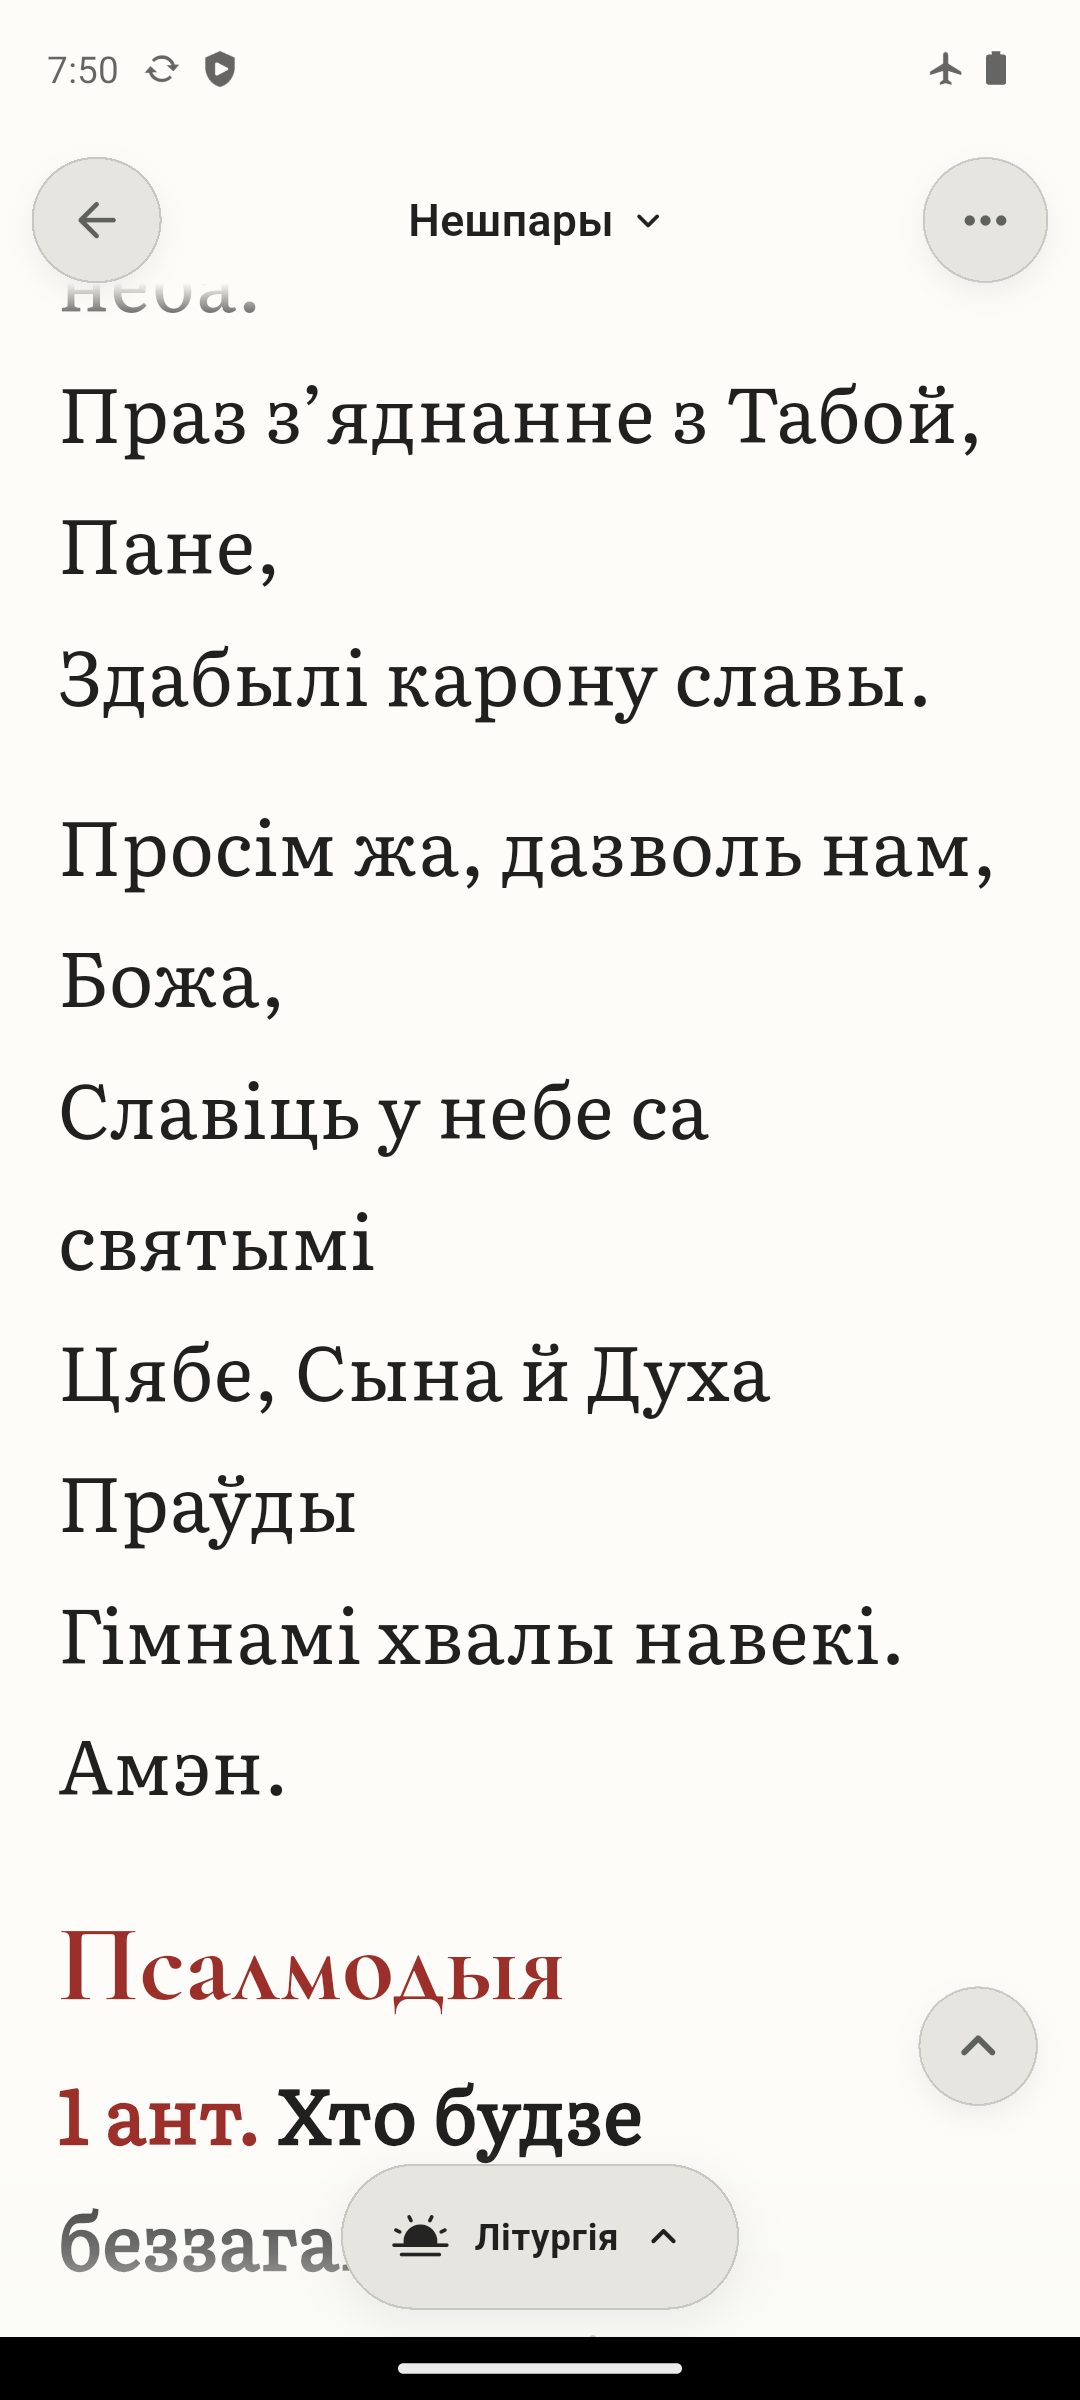 7:50
Нешпары
неба.
Праз з’яднанне з Табой,
Пане,
Здабылі карону славы.
Просім жа, дазволь нам,
Божа,
Славіць у небе са
святымі
Цябе, Сына й Духа
Праўды
Гімнамі хвалы навекі.
Амэн.
Псалмодыя
1 ант. Хто будзе
Літургія